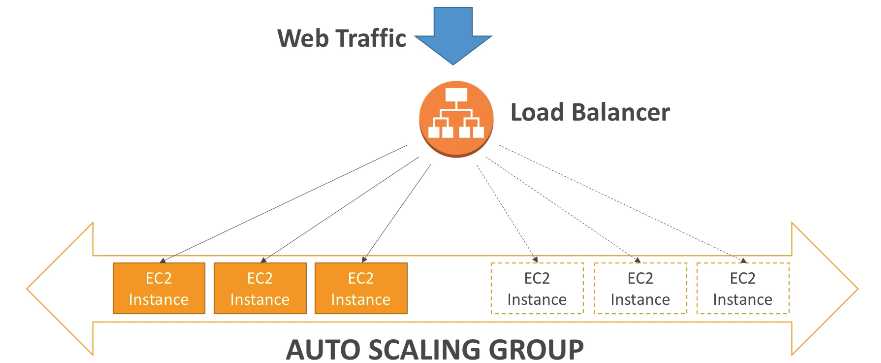 Web Traffic
Load Balancer
EC2
Instance
EC2
Instance
EC2
Instance
EC2
Instance
EC2
Instance
EC2
Instance
AUTO SCALING GROUP